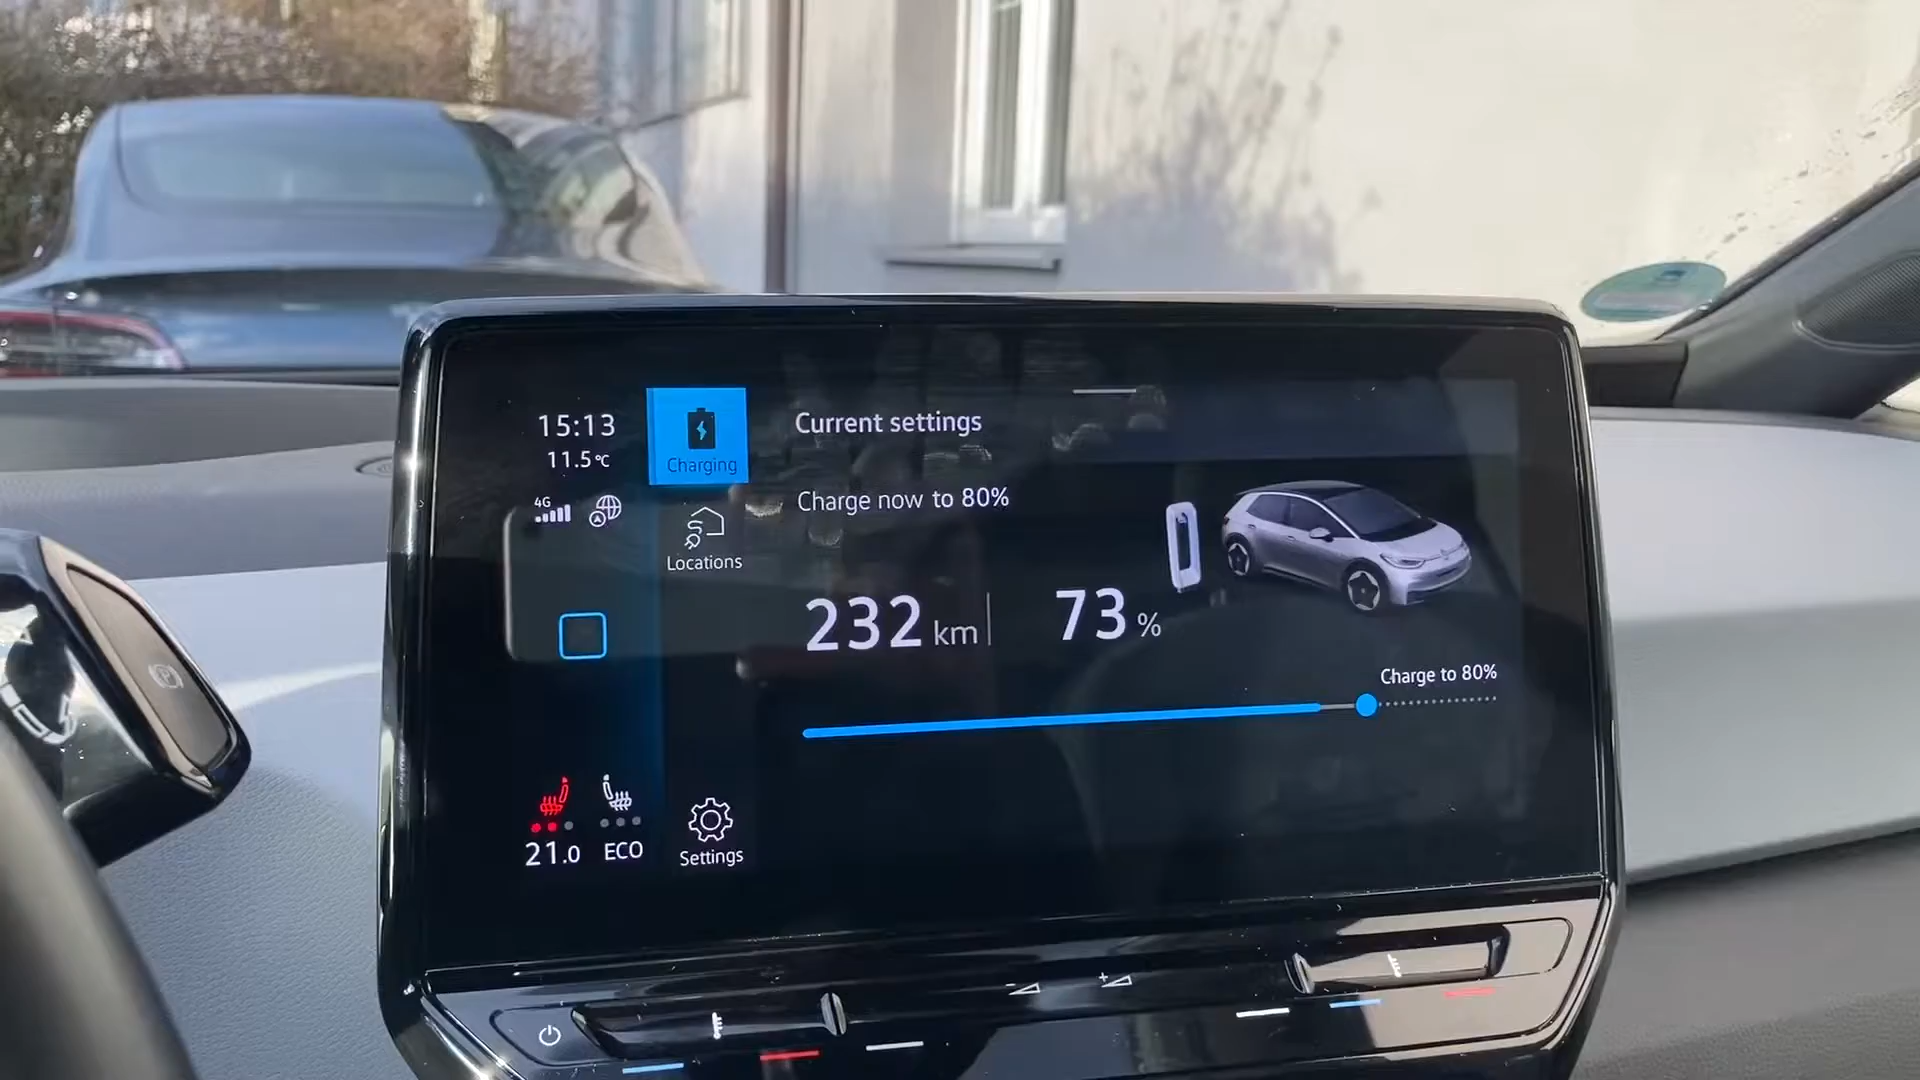 15:13
11.5°C
4G
Charging
Locations
Current settings
Charge now to 80%
232 km
73 %
Charge to 80%
21.0
ECO
Settings